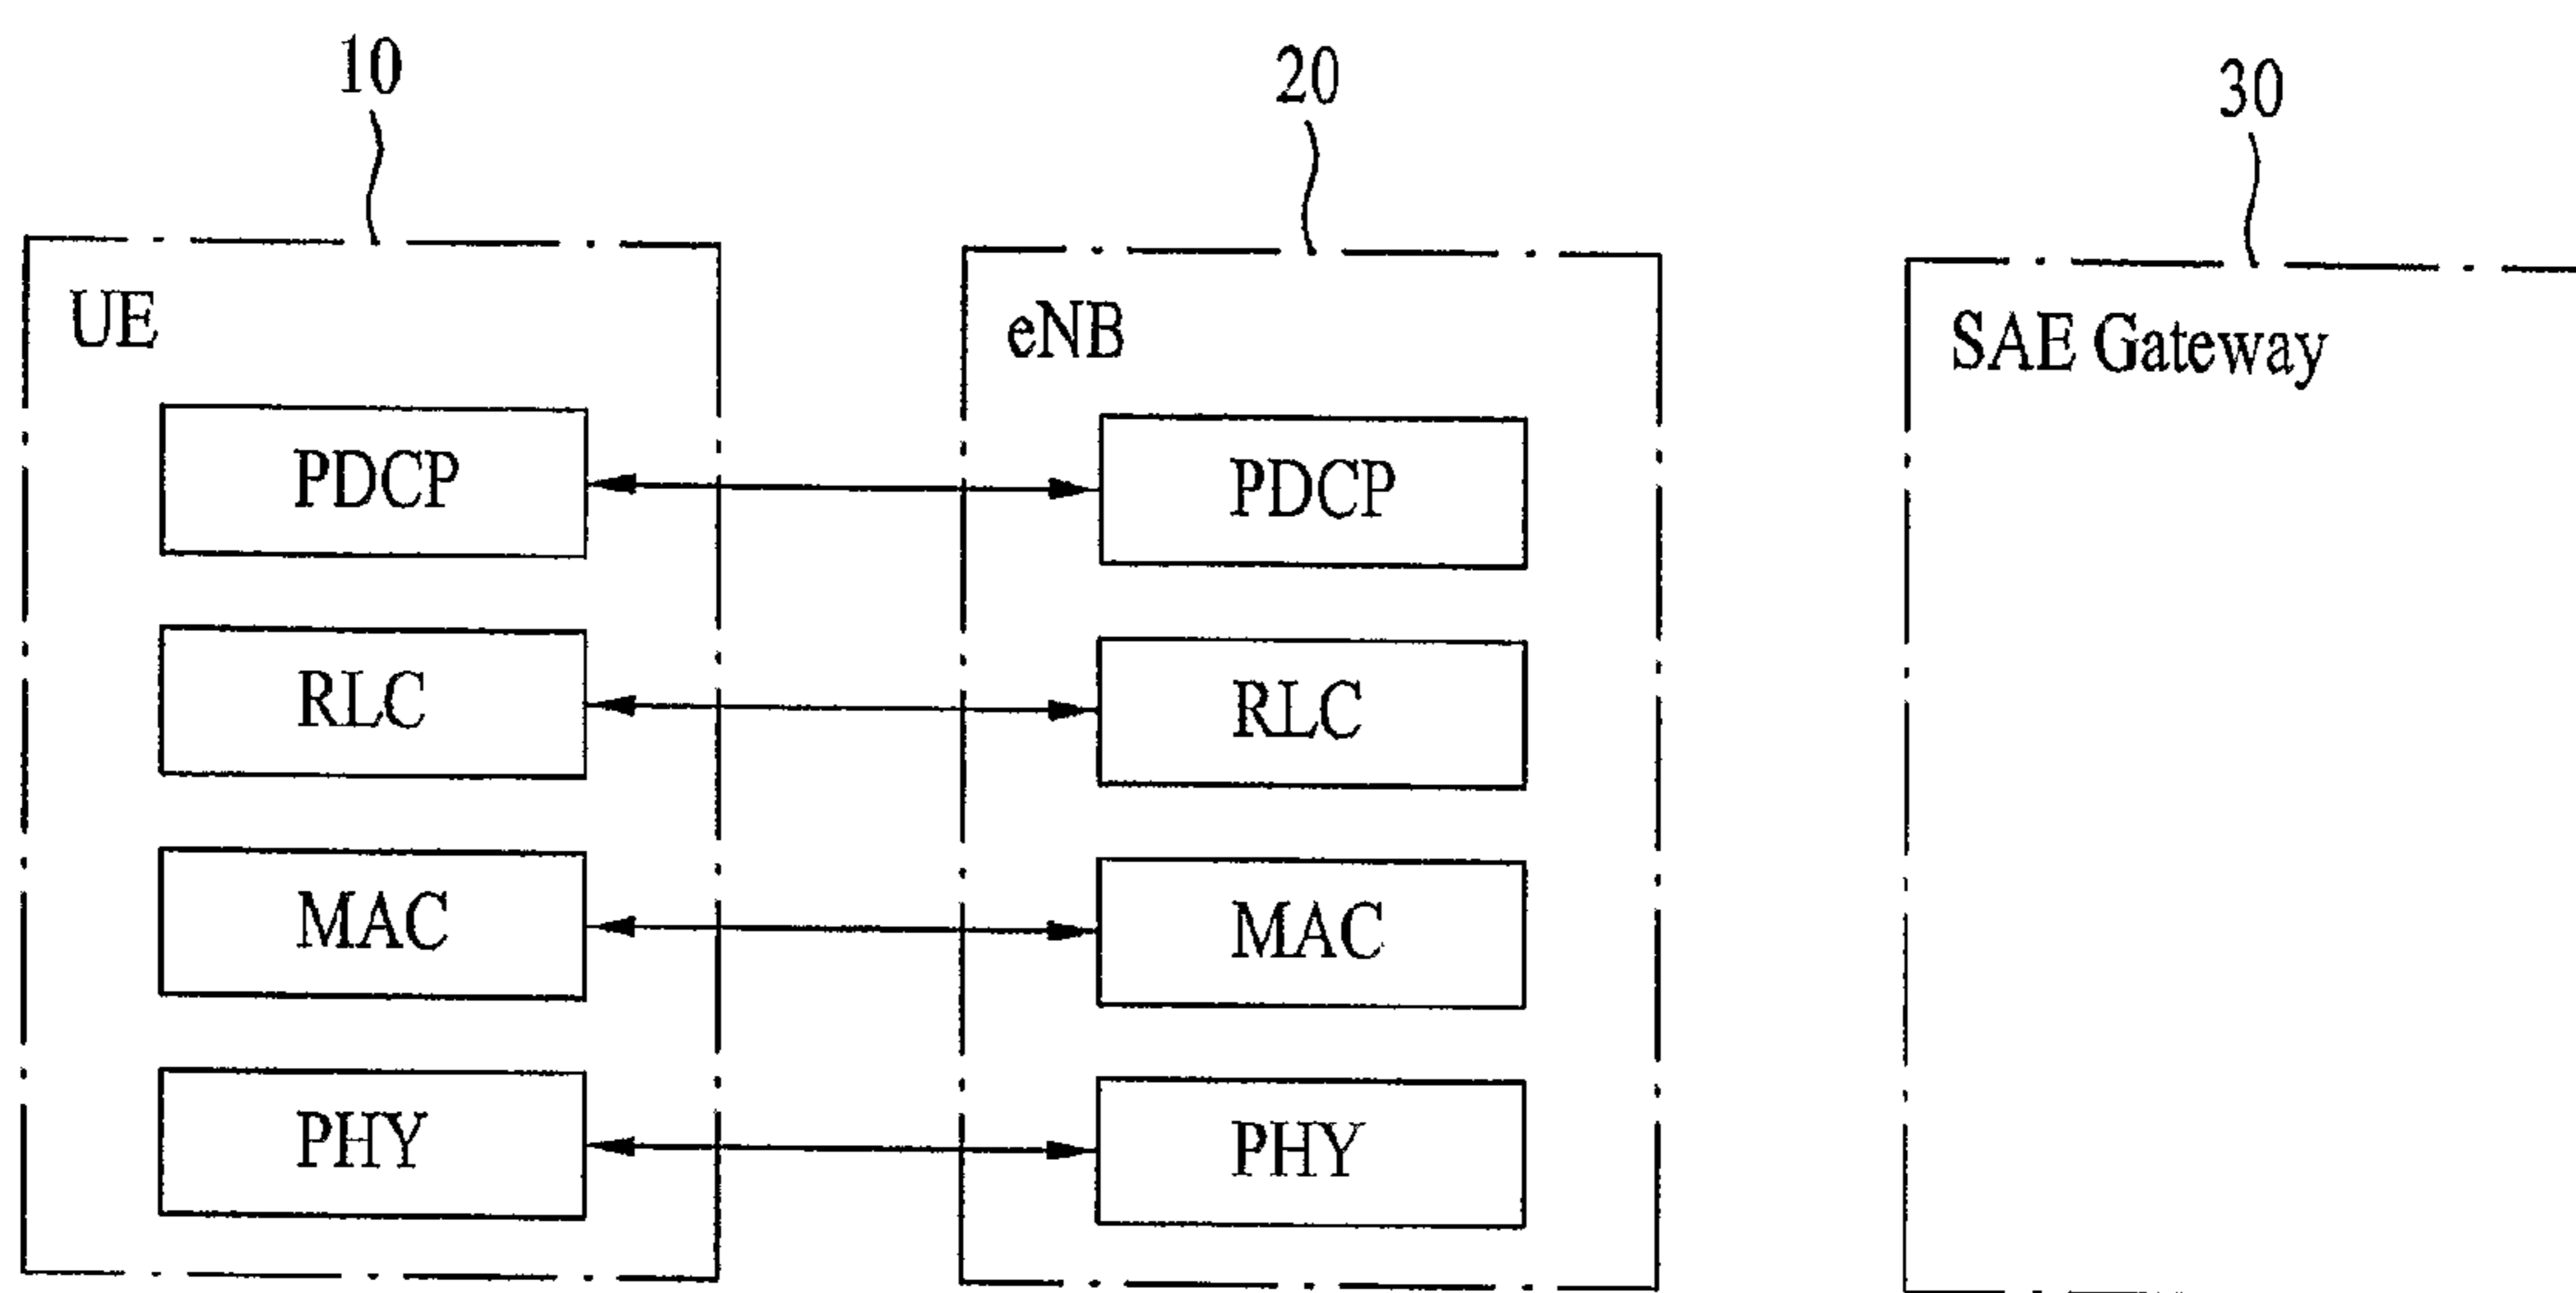 10
20
30
UE
eNB
SAE Gateway
PDCP
PDCP
RLC
RLC
MAC
MAC
PHY
PHY